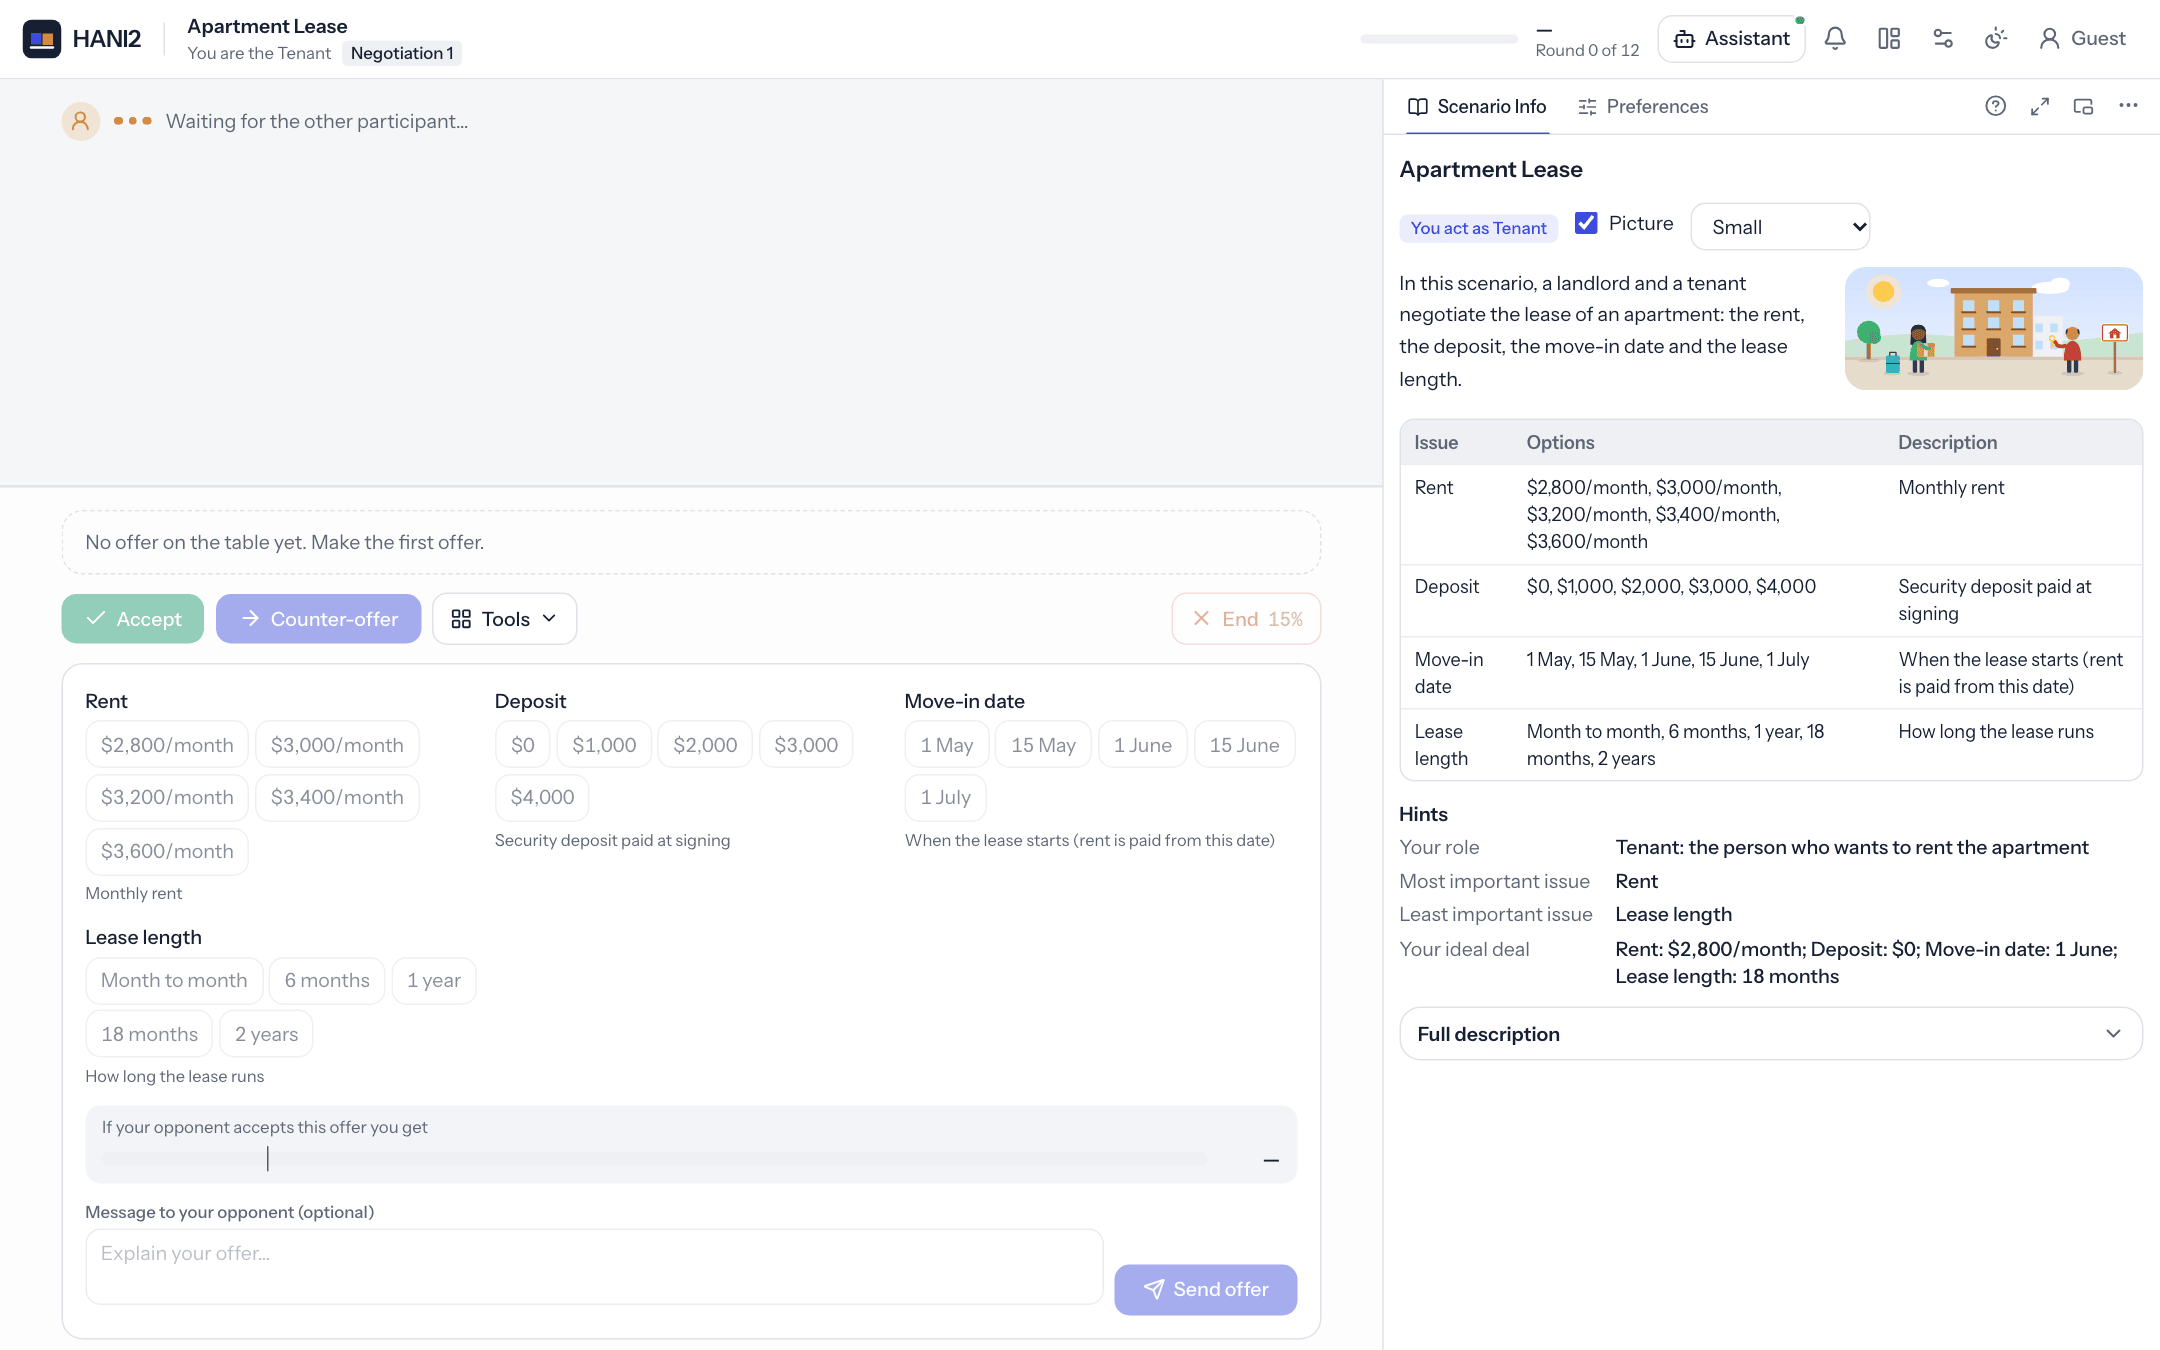 HANI2
Apartment Lease
You are the Tenant Negotiation 1
—
Round 0 of 12
Assistant
Guest
Waiting for the other participant...
No offer on the table yet. Make the first offer.
Accept
Counter-offer
Tools
End 15%
Rent
$2,800/month
$3,000/month
$3,200/month
$3,400/month
$3,600/month
Monthly rent
Deposit
$0
$1,000
$2,000
$3,000
$4,000
Security deposit paid at signing
Move-in date
1 May
15 May
1 June
15 June
1 July
When the lease starts (rent is paid from this date)
Lease length
Month to month
6 months
1 year
18 months
2 years
How long the lease runs
If your opponent accepts this offer you get
—
Message to your opponent (optional)
Explain your offer...
Send offer
Scenario Info
Preferences
Apartment Lease
You act as Tenant
Picture
Small
In this scenario, a landlord and a tenant
negotiate the lease of an apartment: the rent,
the deposit, the move-in date and the lease
length.
Issue Options Description
Rent $2,800/month, $3,000/month, Monthly rent
$3,200/month, $3,400/month,
$3,600/month
Deposit $0, $1,000, $2,000, $3,000, $4,000 Security deposit paid at
signing
Move-in 1 May, 15 May, 1 June, 15 June, 1 July When the lease starts (rent
date is paid from this date)
Lease Month to month, 6 months, 1 year, 18 How long the lease runs
length months, 2 years
Hints
Your role Tenant: the person who wants to rent the apartment
Most important issue Rent
Least important issue Lease length
Your ideal deal Rent: $2,800/month; Deposit: $0; Move-in date: 1 June;
Lease length: 18 months
Full description